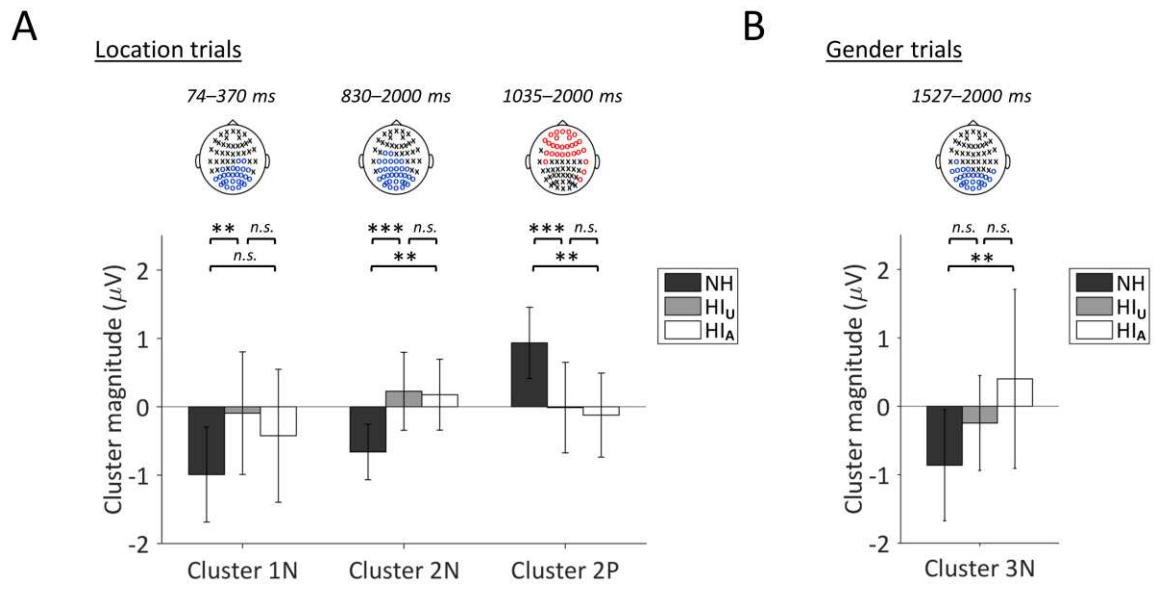 A
Location trials
74–370 ms
830–2000 ms
1035–2000 ms
** n.s.
n.s.
*** n.s.
**
*** n.s.
**
Cluster magnitude (μV)
2
1
0
-1
-2
Cluster 1N
Cluster 2N
Cluster 2P
NH
HIU
HIA
B
Gender trials
1527–2000 ms
n.s. n.s.
**
Cluster magnitude (μV)
2
1
0
-1
-2
Cluster 3N
NH
HIU
HIA